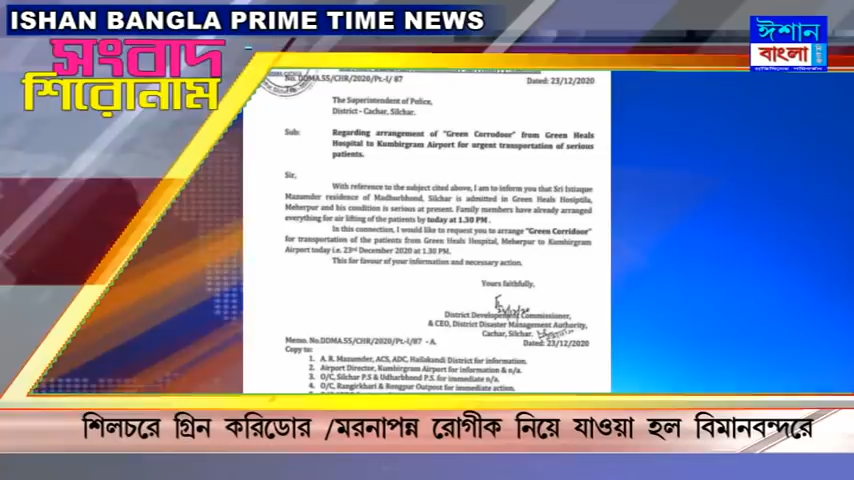 ISHAN BANGLA PRIME TIME NEWS
ঈশান
বাংলা
সংবাদ
শিরোনাম
No. DDMA.SS/CHR/2020/Pt.-I/ 87
Dated: 23/12/2020
The Superintendent of Police,
District - Cachar, Silchar.
Sub: Regarding arrangement of "Green Corrodoor" from Green Heals
Hospital to Kumbirgram Airport for urgent transportation of serious
patients.
Sir,
With reference to the subject cited above, I am to inform you that Sri Istiaque
Mazumder residence of Madhurbhond, Silchar is admitted in Green Heals Hosiptila,
Meherpur and his condition is serious at present. Family members have already arranged
everything for air lifting of the patients by today at 1.30 PM .
In this connection, I would like to request you to arrange "Green Corridoor"
for transportation of the patients from Green Heals Hospital, Meherpur to Kumbirgram
Airport today i.e. 23rd December 2020 at 1.30 PM.
This for favour of your information and necessary action.
Yours faithfully,
District Development Commissioner,
& CEO, District Disaster Management Authority,
Cachar, Silchar.
Memo. No.DDMA.SS/CHR/2020/Pt.-I/87 - A.
Dated: 23/12/2020
Copy to:
1. A. R. Mazumder, ACS, ADC, Hailakandi District for information.
2. Airport Director, Kumbirgram Airport for information & n/a.
3. O/C, Silchar P.S & Udharbhond P.S. for immediate n/a.
4. O/C, Rangirkhari & Rongpur Outpost for immediate action.
শিলচরে গ্রিন করিডোর /মরনাপন্ন রোগীক নিয়ে যাওয়া হল বিমানবন্দরে